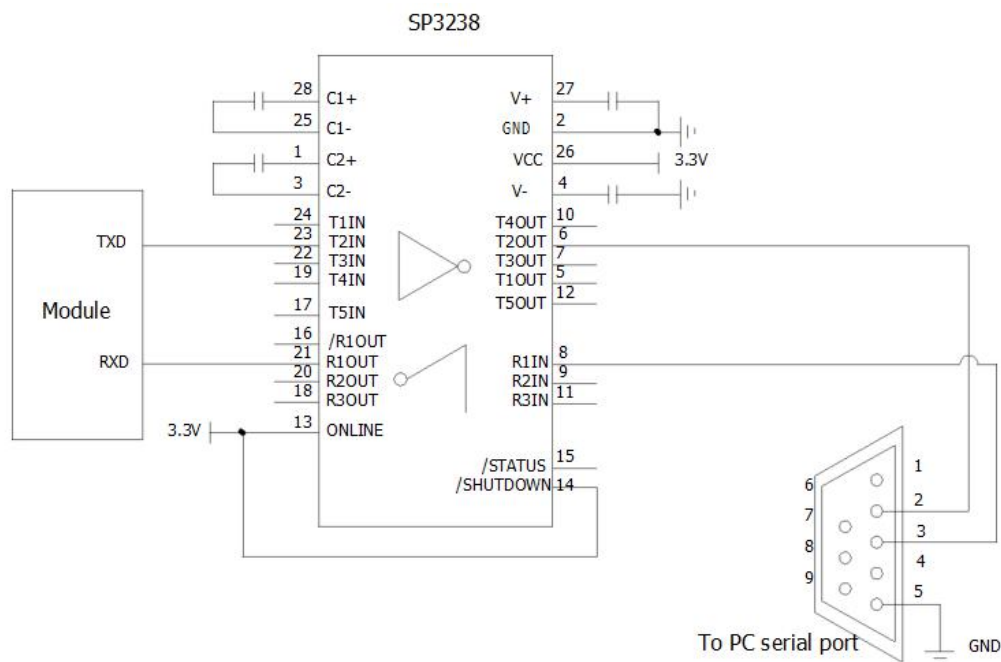 SP3238
28 C1+ V+ 27
25 C1- GND 2
1 C2+ VCC 26 3.3V
3 C2- V- 4
24 T1IN T4OUT 10
TXD 23 T2IN T2OUT 6
22 T3IN T3OUT 7
19 T4IN T1OUT 5
17 T5IN T5OUT 12
Module
16 /R1OUT
RXD 21 R1OUT R1IN 8
20 R2OUT R2IN 9
18 R3OUT R3IN 11
3.3V 13 ONLINE
/STATUS 15
/SHUTDOWN 14
1
6
2
7
3
8
4
9
5
To PC serial port GND